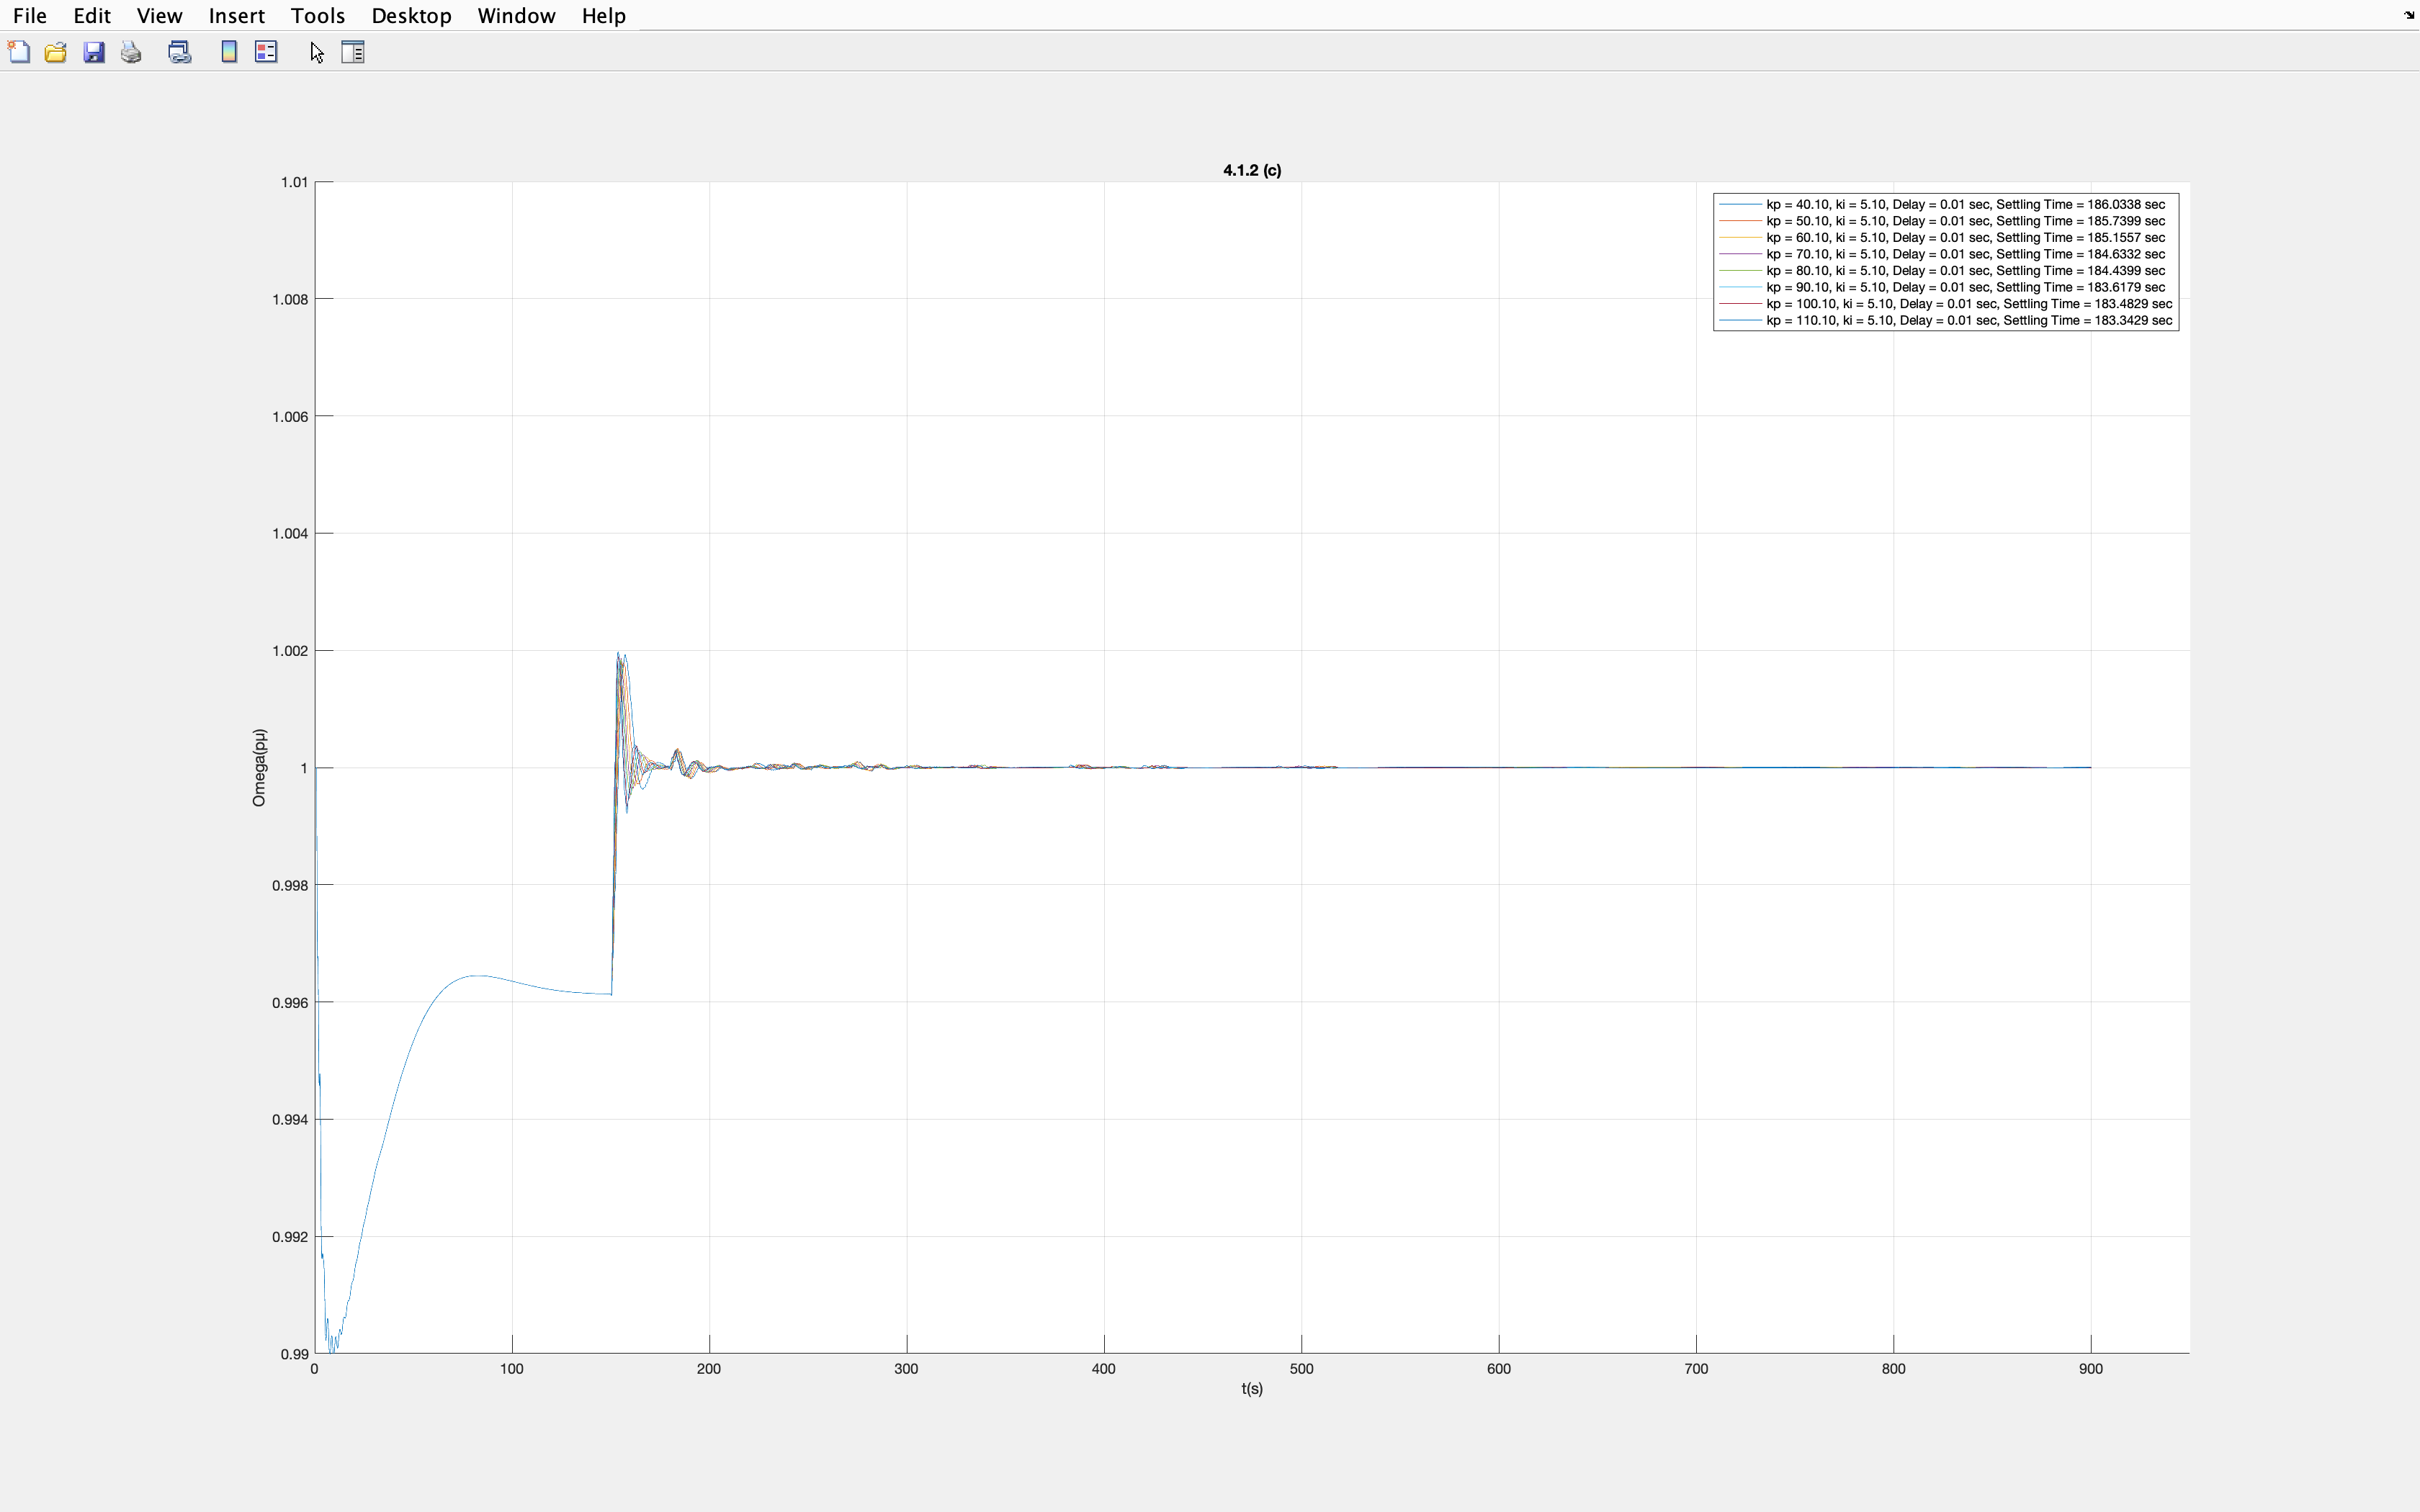 File Edit View Insert Tools Desktop Window Help
4.1.2 (c)
kp = 40.10, ki = 5.10, Delay = 0.01 sec, Settling Time = 186.0338 sec
kp = 50.10, ki = 5.10, Delay = 0.01 sec, Settling Time = 185.7399 sec
kp = 60.10, ki = 5.10, Delay = 0.01 sec, Settling Time = 185.1557 sec
kp = 70.10, ki = 5.10, Delay = 0.01 sec, Settling Time = 184.6332 sec
kp = 80.10, ki = 5.10, Delay = 0.01 sec, Settling Time = 184.4399 sec
kp = 90.10, ki = 5.10, Delay = 0.01 sec, Settling Time = 183.6179 sec
kp = 100.10, ki = 5.10, Delay = 0.01 sec, Settling Time = 183.4829 sec
kp = 110.10, ki = 5.10, Delay = 0.01 sec, Settling Time = 183.3429 sec
1.01
1.008
1.006
1.004
1.002
1
0.998
0.996
0.994
0.992
0.99
Omega(pμ)
0 100 200 300 400 500 600 700 800 900
t(s)